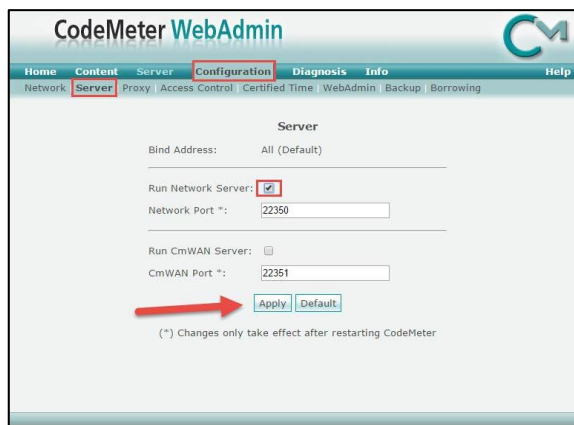 CodeMeter WebAdmin
CM
Home Content Server Configuration Diagnosis Info Help
Network | Server | Proxy | Access Control | Certified Time | WebAdmin | Backup | Borrowing
Server
Bind Address: All (Default)
Run Network Server:
Network Port *: 22350
Run CmWAN Server:
CmWAN Port *: 22351
Apply Default
(*) Changes only take effect after restarting CodeMeter